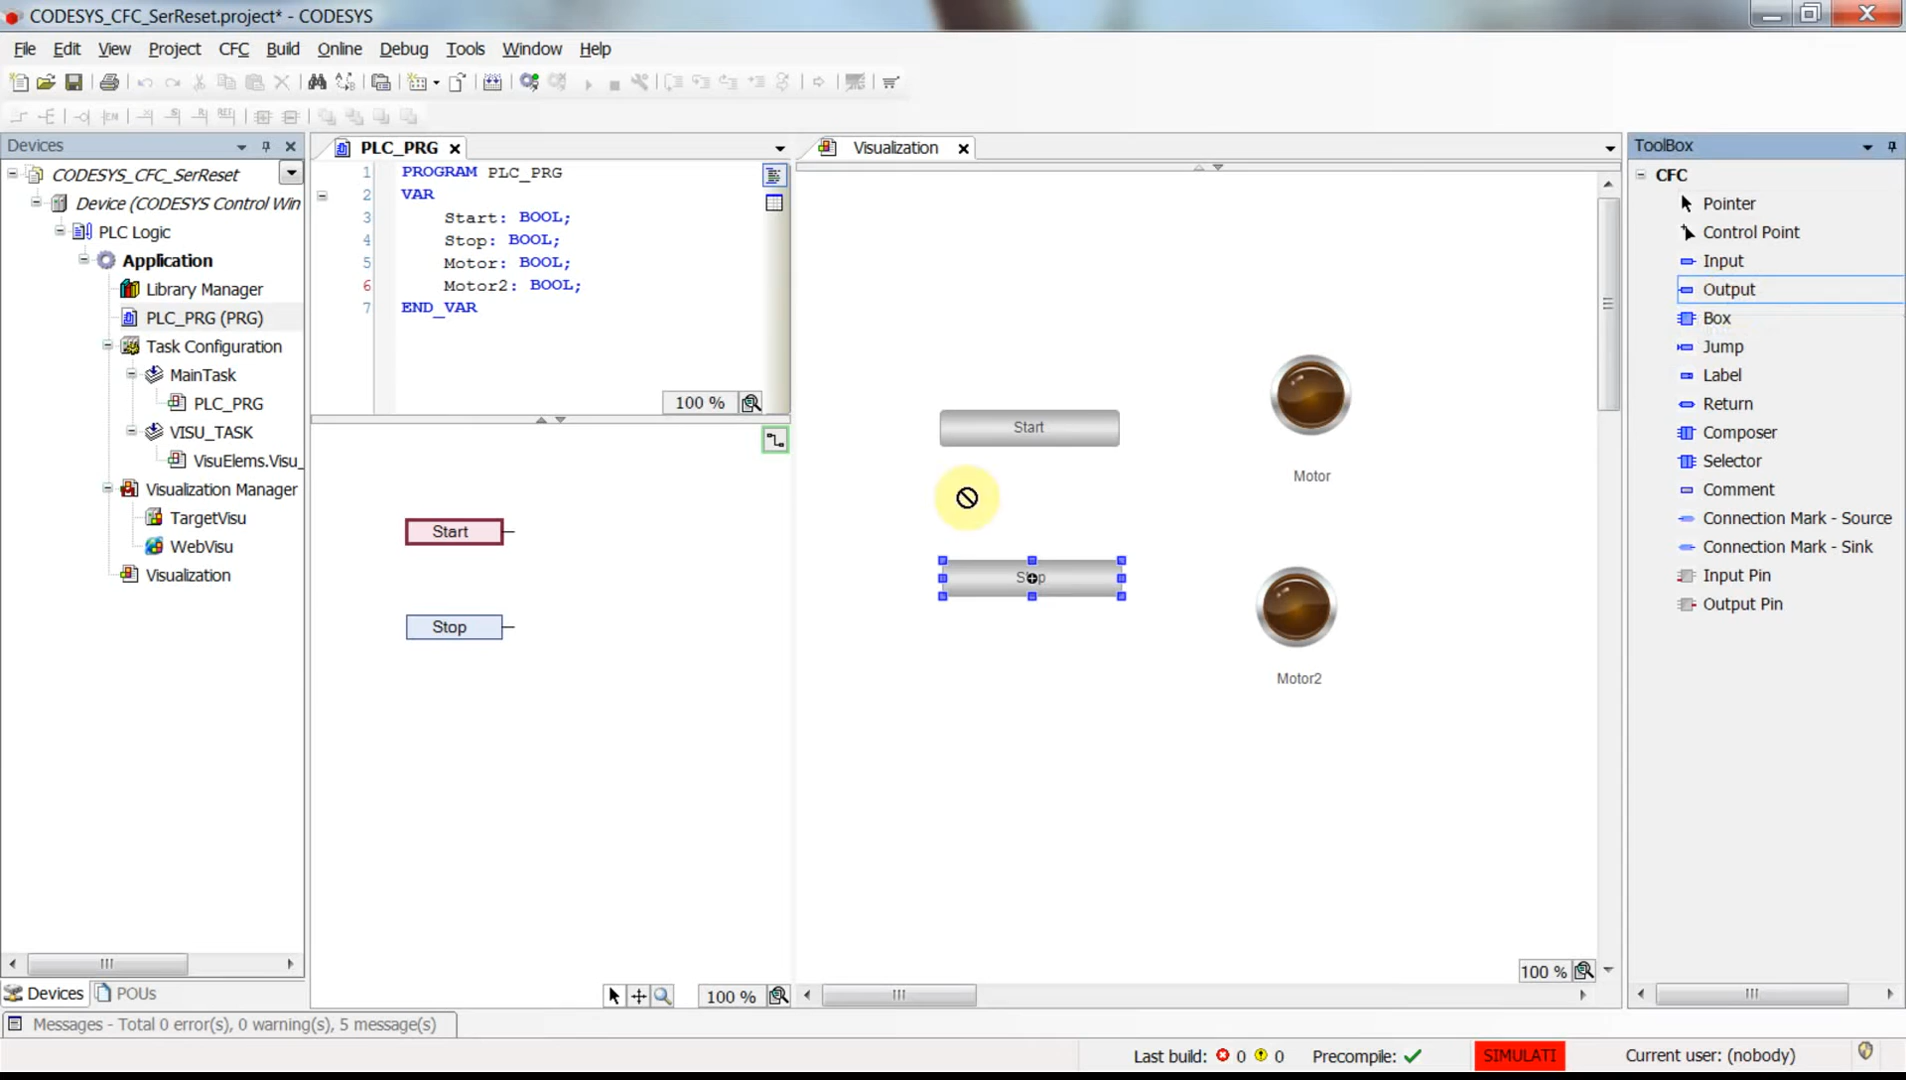 CODESYS_CFC_SerReset.project* - CODESYS
File Edit View Project CFC Build Online Debug Tools Window Help
Devices
CODESYS_CFC_SerReset
Device (CODESYS Control Win
PLC Logic
Application
Library Manager
PLC_PRG (PRG)
Task Configuration
MainTask
PLC_PRG
VISU_TASK
VisuElems.Visu_
Visualization Manager
TargetVisu
WebVisu
Visualization
Devices POUs
PLC_PRG
1 PROGRAM PLC_PRG
2 VAR
3 Start: BOOL;
4 Stop: BOOL;
5 Motor: BOOL;
6 Motor2: BOOL;
7 END_VAR
100 %
Start
Stop
100 %
Visualization
Start
Motor
Motor2
100 %
ToolBox
CFC
Pointer
Control Point
Input
Output
Box
Jump
Label
Return
Composer
Selector
Comment
Connection Mark - Source
Connection Mark - Sink
Input Pin
Output Pin
Messages - Total 0 error(s), 0 warning(s), 5 message(s)
Last build: 0 0 Precompile: SIMULATI Current user: (nobody)